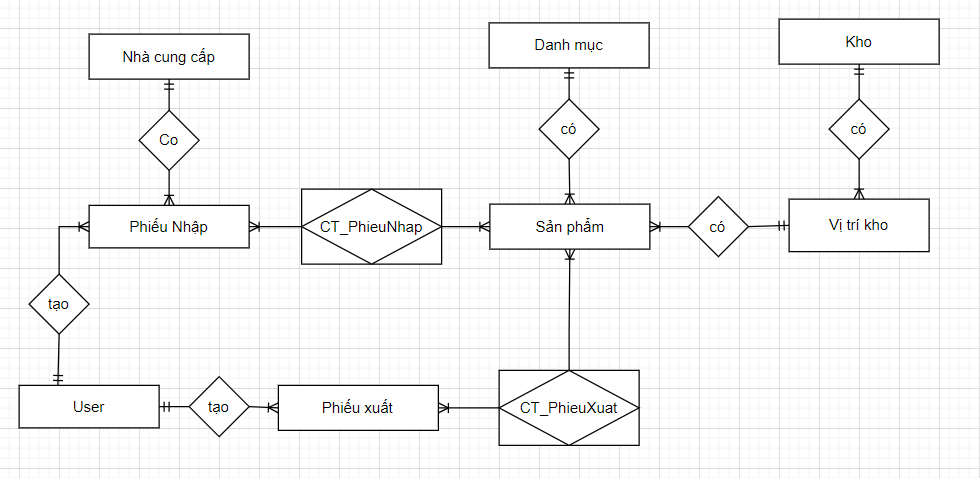 Nhà cung cấp
Danh mục
Kho
Co
có
có
Phiếu Nhập
CT_PhieuNhap
Sản phẩm
có
Vị trí kho
tạo
User
tạo
Phiếu xuất
CT_PhieuXuat